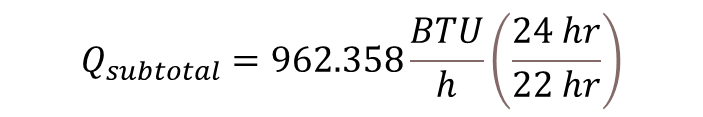 Q_subtotal = 962.358 BTU/h (24 hr/22 hr)